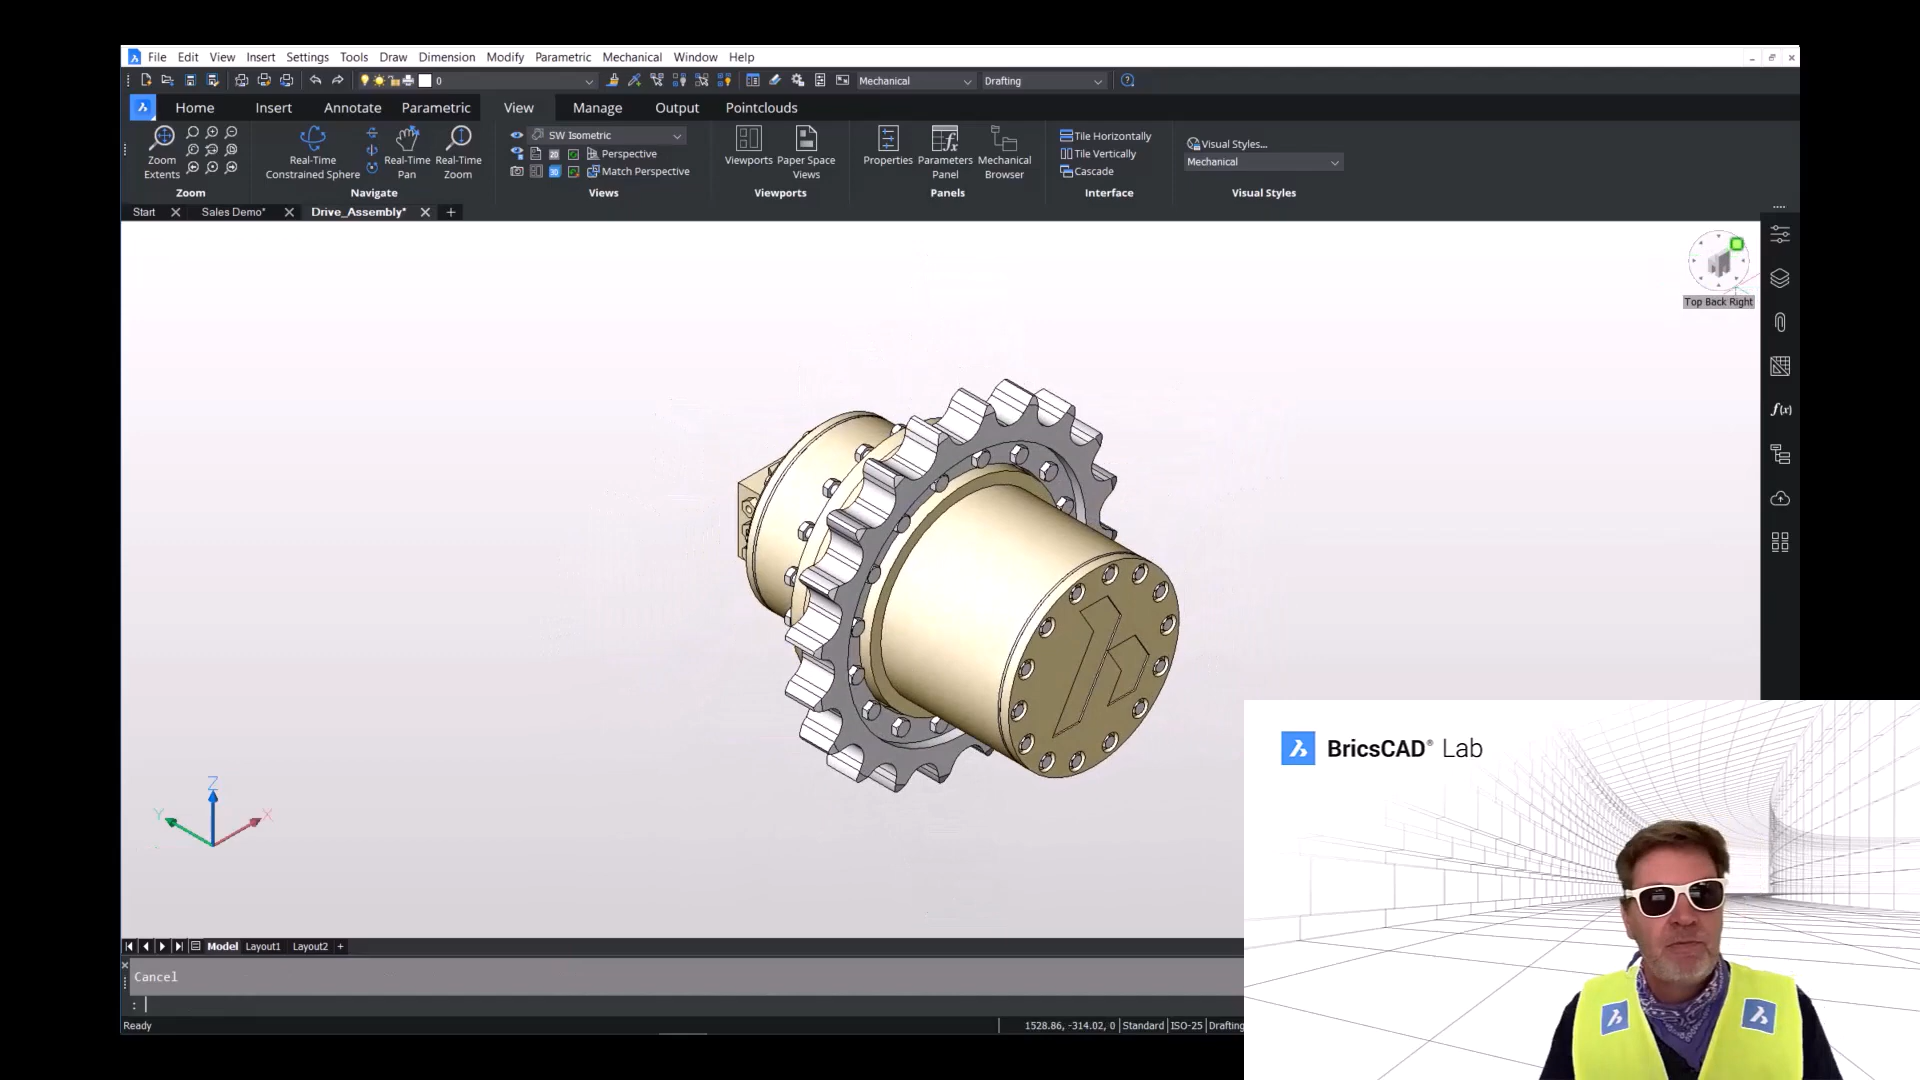 File Edit View Insert Settings Tools Draw Dimension Modify Parametric Mechanical Window Help
0 Mechanical Drafting
Home Insert Annotate Parametric View Manage Output Pointclouds
Zoom Extents
Real-Time Constrained Sphere
Real-Time Pan
Real-Time Zoom
SW Isometric
Perspective
Match Perspective
Viewports
Paper Space Views
Properties
Parameters Panel
Mechanical Browser
Tile Horizontally
Tile Vertically
Cascade
Visual Styles...
Mechanical
Zoom Navigate Views Viewports Panels Interface Visual Styles
Start Sales Demo* Drive_Assembly*
Top Back Right
f(x)
Z
Y X
BricsCAD® Lab
Model Layout1 Layout2 +
Cancel
:
Ready 1528.86, -314.02, 0 Standard ISO-25 Drafting